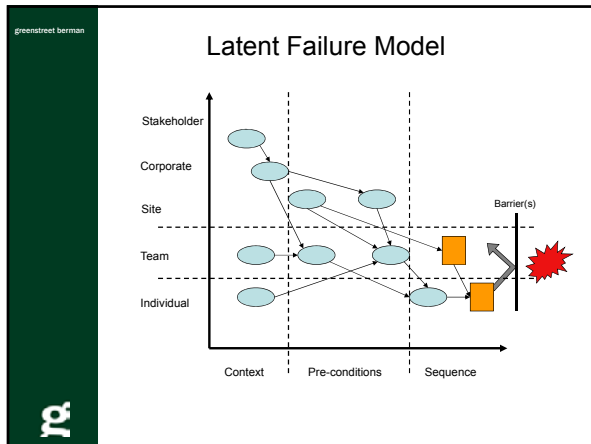 greenstreet berman
Latent Failure Model
Stakeholder
Corporate
Site
Barrier(s)
Team
Individual
Context Pre-conditions Sequence
g